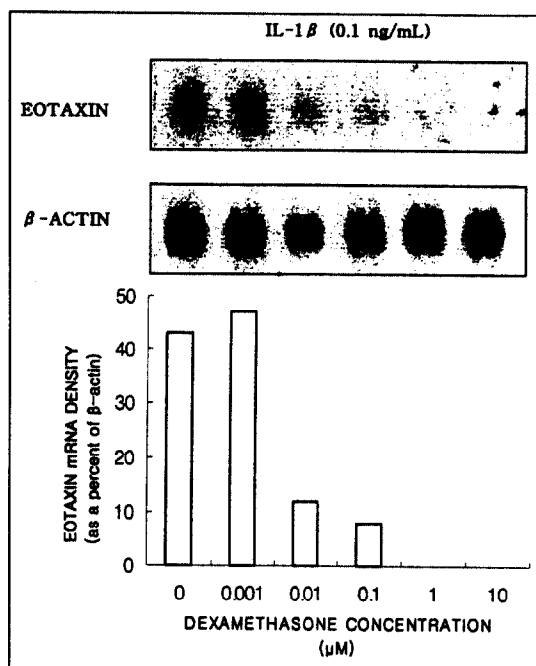 IL-1β (0.1 ng/mL)
EOTAXIN
β-ACTIN
EOTAXIN mRNA DENSITY
(as a percent of β-actin)
50
40
30
20
10
0
0 0.001 0.01 0.1 1 10
DEXAMETHASONE CONCENTRATION
(μM)